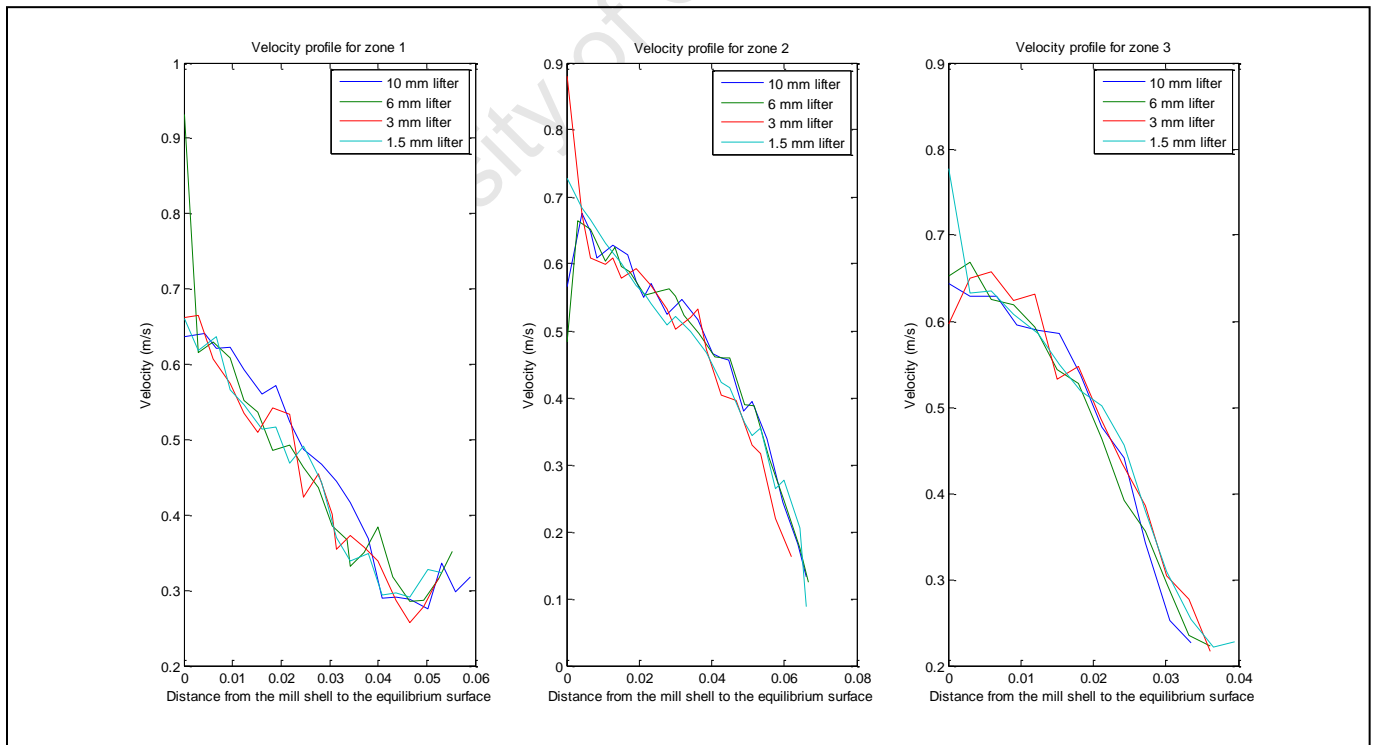 sity of
Velocity profile for zone 1
Velocity profile for zone 2
Velocity profile for zone 3
1
0.9
0.8
0.7
0.6
0.5
0.4
0.3
0.2
Velocity (m/s)
10 mm lifter
6 mm lifter
3 mm lifter
1.5 mm lifter
0
0.01
0.02
0.03
0.04
0.05
0.06
Distance from the mill shell to the equilibrium surface
0.9
0.8
0.7
0.6
0.5
0.4
0.3
0.2
0.1
0
Velocity (m/s)
10 mm lifter
6 mm lifter
3 mm lifter
1.5 mm lifter
0
0.02
0.04
0.06
0.08
Distance from the mill shell to the equilibrium surface
0.9
0.8
0.7
0.6
0.5
0.4
0.3
0.2
Velocity (m/s)
10 mm lifter
6 mm lifter
3 mm lifter
1.5 mm lifter
0
0.01
0.02
0.03
0.04
Distance from the mill shell to the equilibrium surface